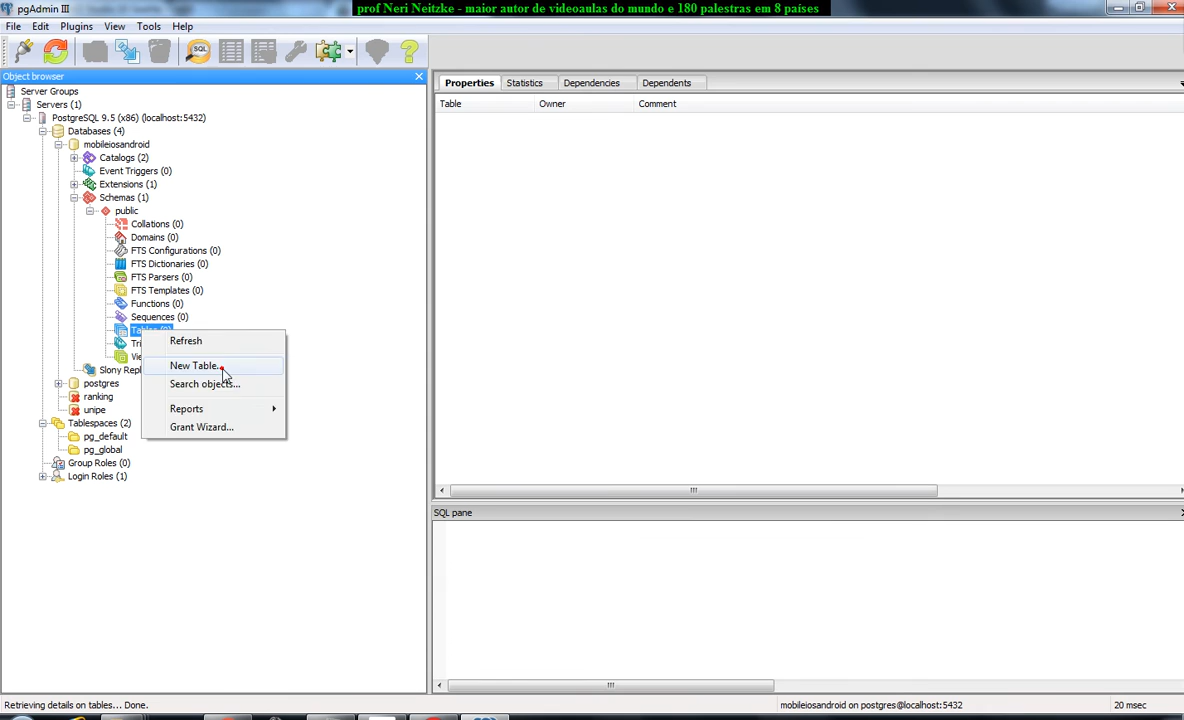 pgAdmin III
prof Neri Neitzke - maior autor de videoaulas do mundo e 180 palestras em 8 países
File Edit Plugins View Tools Help
SQL
Object browser
Server Groups
Servers (1)
PostgreSQL 9.5 (x86) (localhost:5432)
Databases (4)
mobileiosandroid
Catalogs (2)
Event Triggers (0)
Extensions (1)
Schemas (1)
public
Collations (0)
Domains (0)
FTS Configurations (0)
FTS Dictionaries (0)
FTS Parsers (0)
FTS Templates (0)
Functions (0)
Sequences (0)
Tables (0)
Refresh
New Table...
Search objects...
Reports
Grant Wizard...
postgres
ranking
unipe
Tablespaces (2)
pg_default
pg_global
Group Roles (0)
Login Roles (1)
Properties Statistics Dependencies Dependents
Table Owner Comment
SQL pane
Retrieving details on tables... Done.
mobileiosandroid on postgres@localhost:5432
20 msec